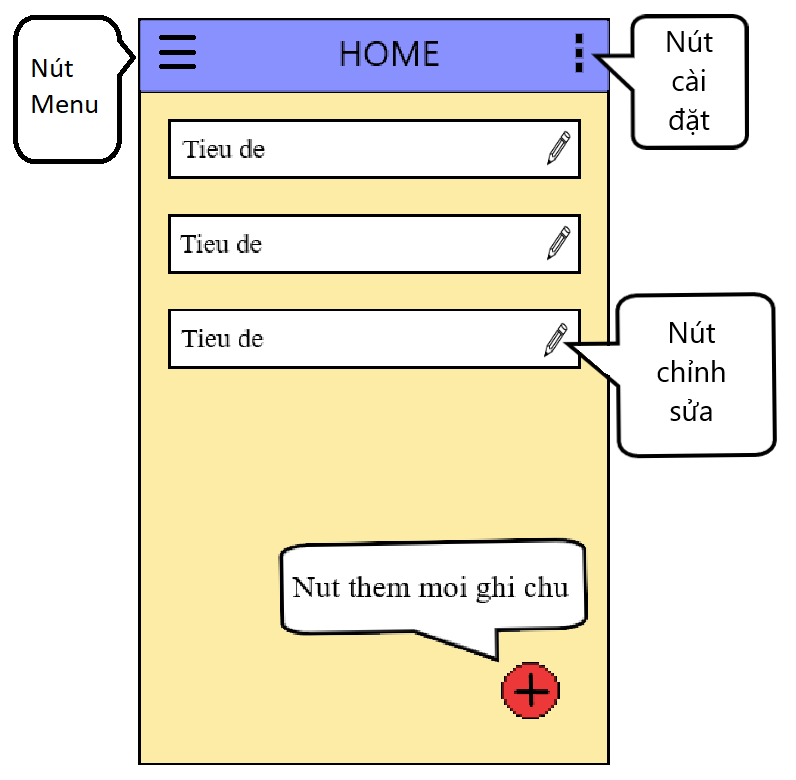 Nút
Menu
HOME
Nút
cài
đặt
Tieu de
Tieu de
Tieu de
Nút
chỉnh
sửa
Nut them moi ghi chu